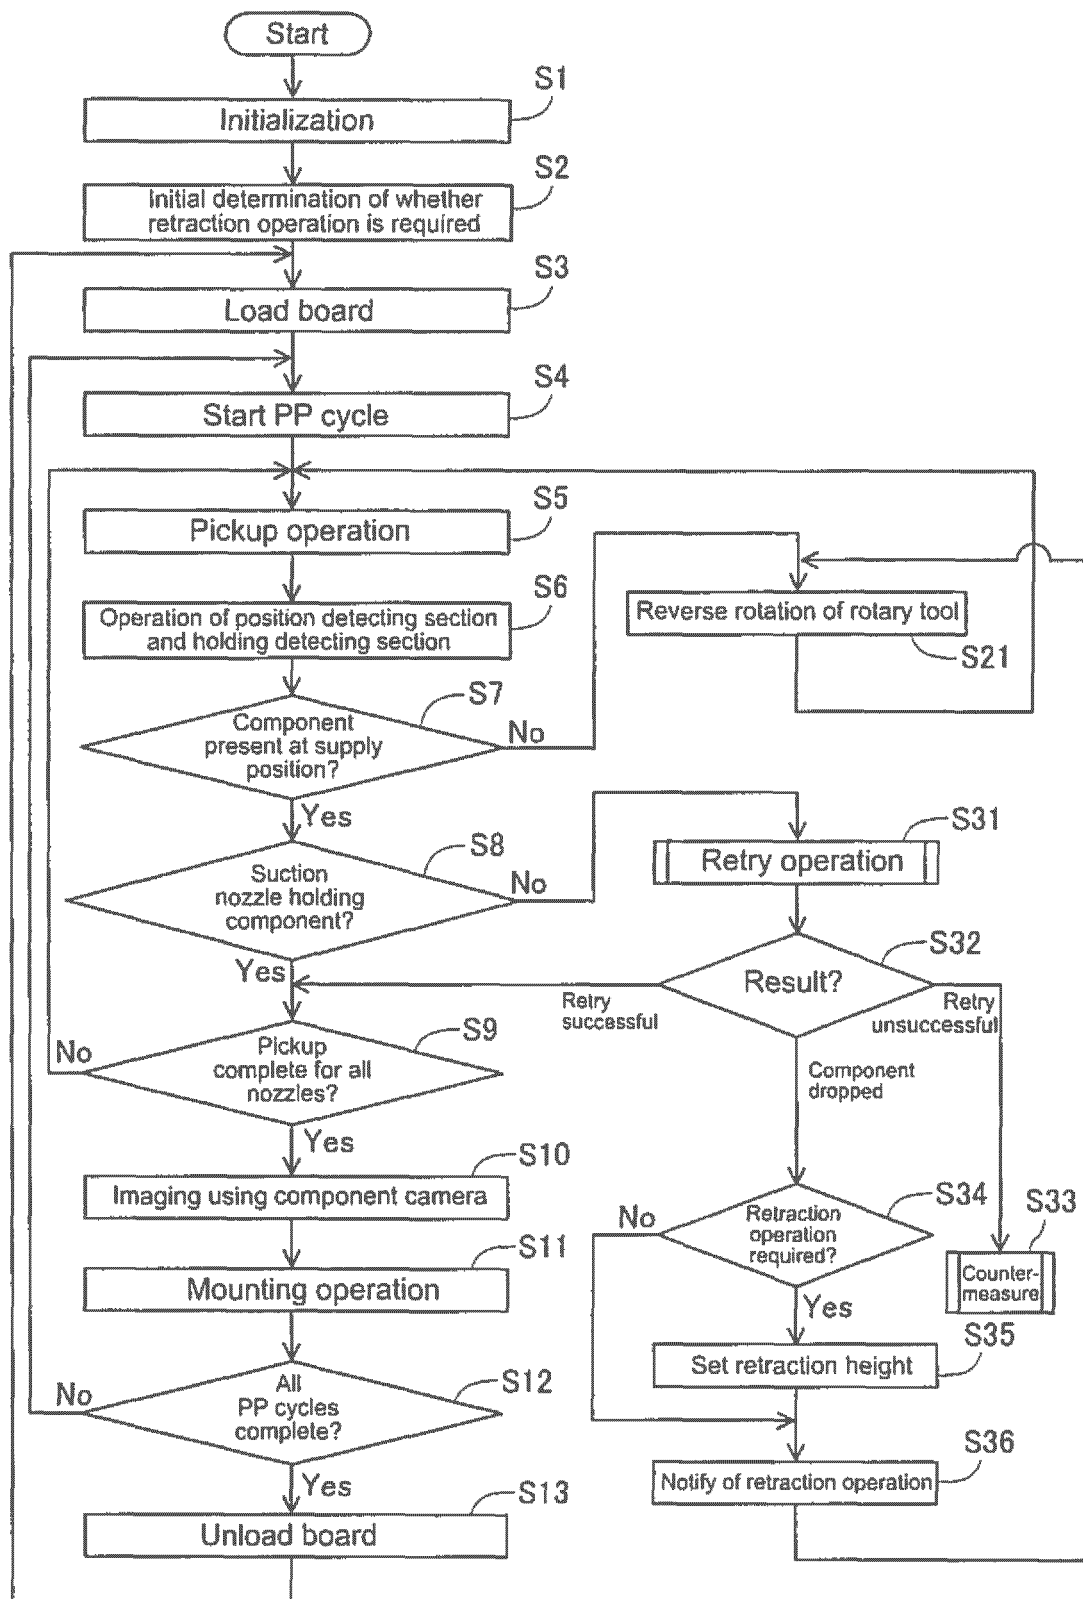 Start
S1
Initialization
S2
Initial determination of whether
retraction operation is required
S3
Load board
S4
Start PP cycle
S5
Pickup operation
S6
Operation of position detecting section
and holding detecting section
Reverse rotation of rotary tool
S21
S7
Component
present at supply
position?
No
Yes
S8
Suction
nozzle holding
component?
No
Yes
S31
Retry operation
S32
Result?
Retry
successful
Retry
unsuccessful
Component
dropped
S9
Pickup
complete for all
nozzles?
No
Yes
S10
Imaging using component camera
S34
Retraction
operation
required?
No
Yes
S33
Counter-
measure
S11
Mounting operation
S35
Set retraction height
S12
All
PP cycles
complete?
No
Yes
S36
Notify of retraction operation
S13
Unload board